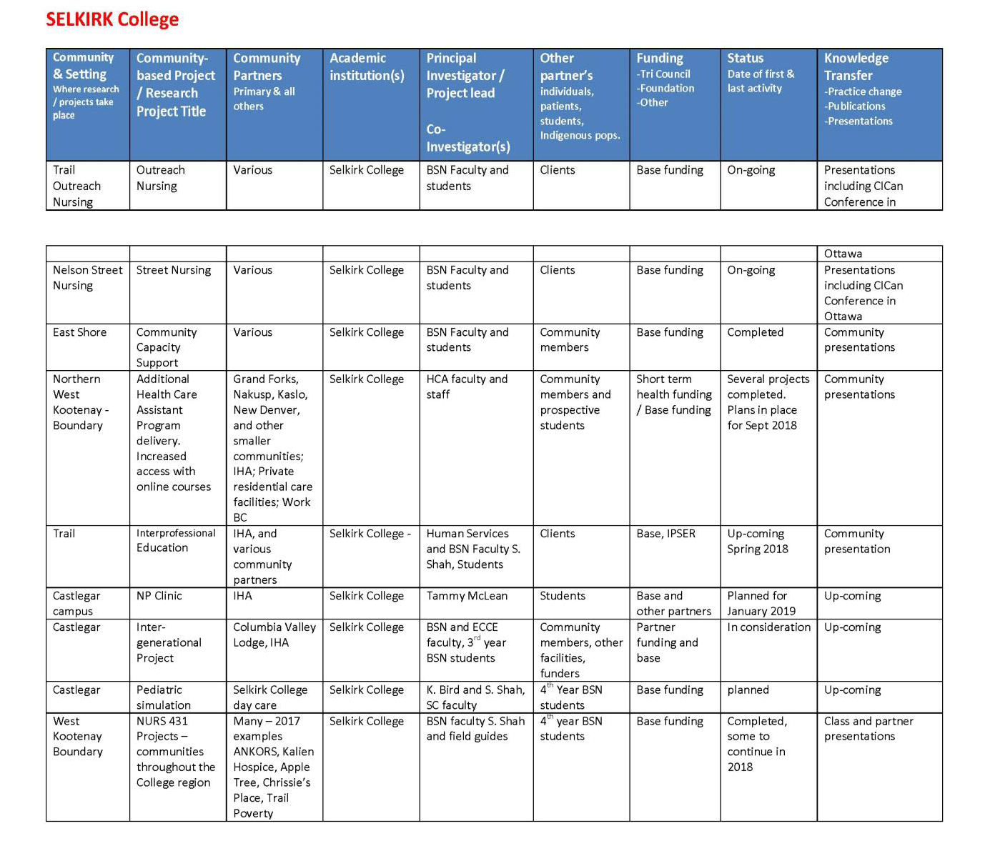 SELKIRK College
Community
& Setting
Where research
/ projects take
place
Community-
based Project
/ Research
Project Title
Community
Partners
Primary & all
others
Academic
institution(s)
Principal
Investigator /
Project lead
Co-
Investigator(s)
Other
partner's
individuals,
patients,
students,
Indigenous pops.
Funding
-Tri Council
-Foundation
-Other
Status
Date of first &
last activity
Knowledge
Transfer
-Practice change
-Publications
-Presentations
Trail
Outreach
Nursing
Outreach
Nursing
Various
Selkirk College
BSN Faculty and
students
Clients
Base funding
On-going
Presentations
including CICan
Conference in
Ottawa
Nelson Street
Nursing
Street Nursing
Various
Selkirk College
BSN Faculty and
students
Clients
Base funding
On-going
Presentations
including CICan
Conference in
Ottawa
East Shore
Community
Capacity
Support
Various
Selkirk College
BSN Faculty and
students
Community
members
Base funding
Completed
Community
presentations
Northern
West
Kootenay -
Boundary
Additional
Health Care
Assistant
Program
delivery.
Increased
access with
online courses
Grand Forks,
Nakusp, Kaslo,
New Denver,
and other
smaller
communities;
IHA; Private
residential care
facilities; Work
BC
Selkirk College
HCA faculty and
staff
Community
members and
prospective
students
Short term
health funding
/ Base funding
Several projects
completed.
Plans in place
for Sept 2018
Community
presentations
Trail
Interprofessional
Education
IHA, and
various
community
partners
Selkirk College -
Human Services
and BSN Faculty S.
Shah, Students
Clients
Base, IPSER
Up-coming
Spring 2018
Community
presentation
Castlegar
campus
NP Clinic
IHA
Selkirk College
Tammy McLean
Students
Base and
other partners
Planned for
January 2019
Up-coming
Castlegar
Inter-
generational
Project
Columbia Valley
Lodge, IHA
Selkirk College
BSN and ECCE
faculty, 3rd year
BSN students
Community
members, other
facilities,
funders
Partner
funding and
base
In consideration
Up-coming
Castlegar
Pediatric
simulation
Selkirk College
day care
Selkirk College
K. Bird and S. Shah,
SC faculty
4th Year BSN
students
Base funding
planned
Up-coming
West
Kootenay
Boundary
NURS 431
Projects –
communities
throughout the
College region
Many – 2017
examples
ANKORS, Kalien
Hospice, Apple
Tree, Chrissie's
Place, Trail
Poverty
Selkirk College
BSN faculty S. Shah
and field guides
4th year BSN
students
Base funding
Completed,
some to
continue in
2018
Class and partner
presentations